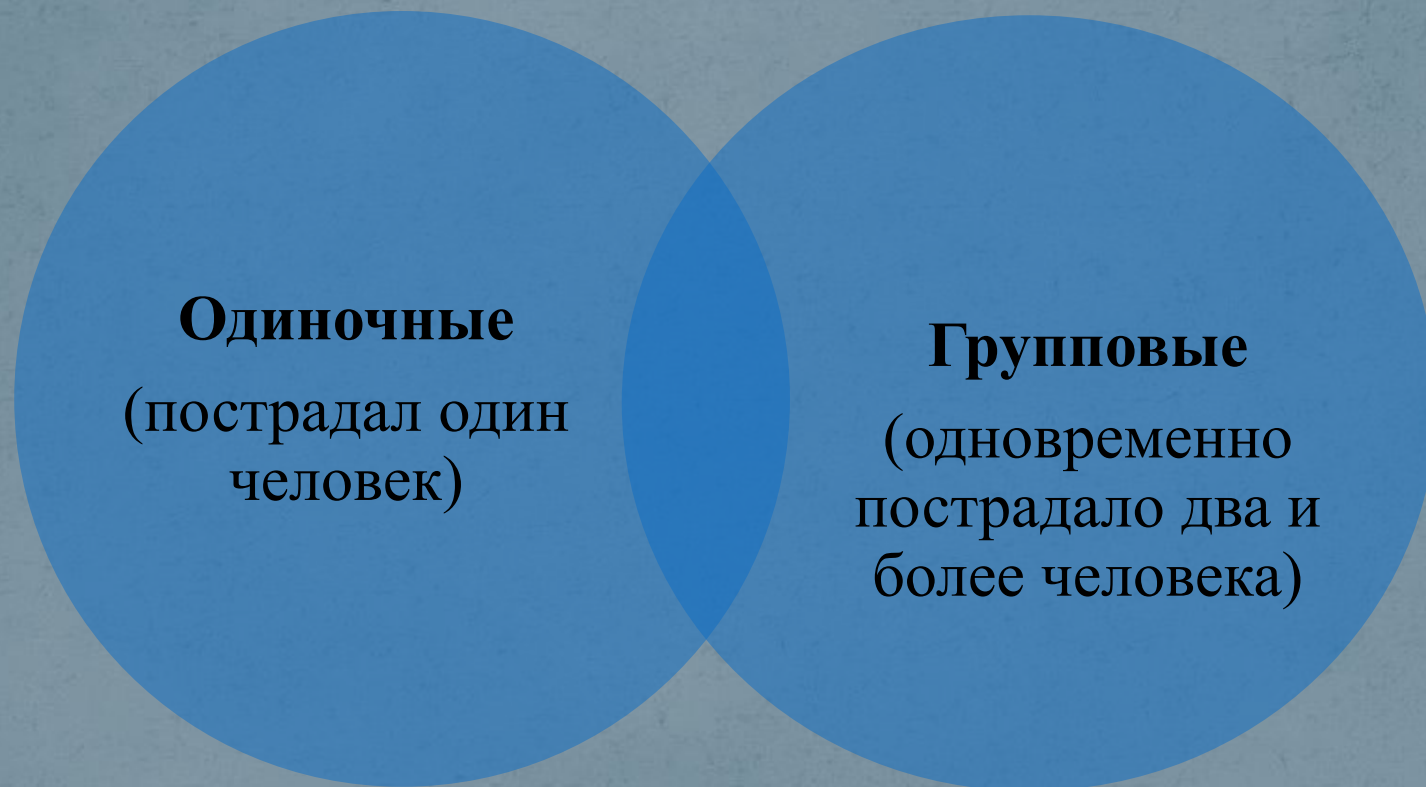 Одиночные
(пострадал один
человек)
Групповые
(одновременно
пострадало два и
более человека)